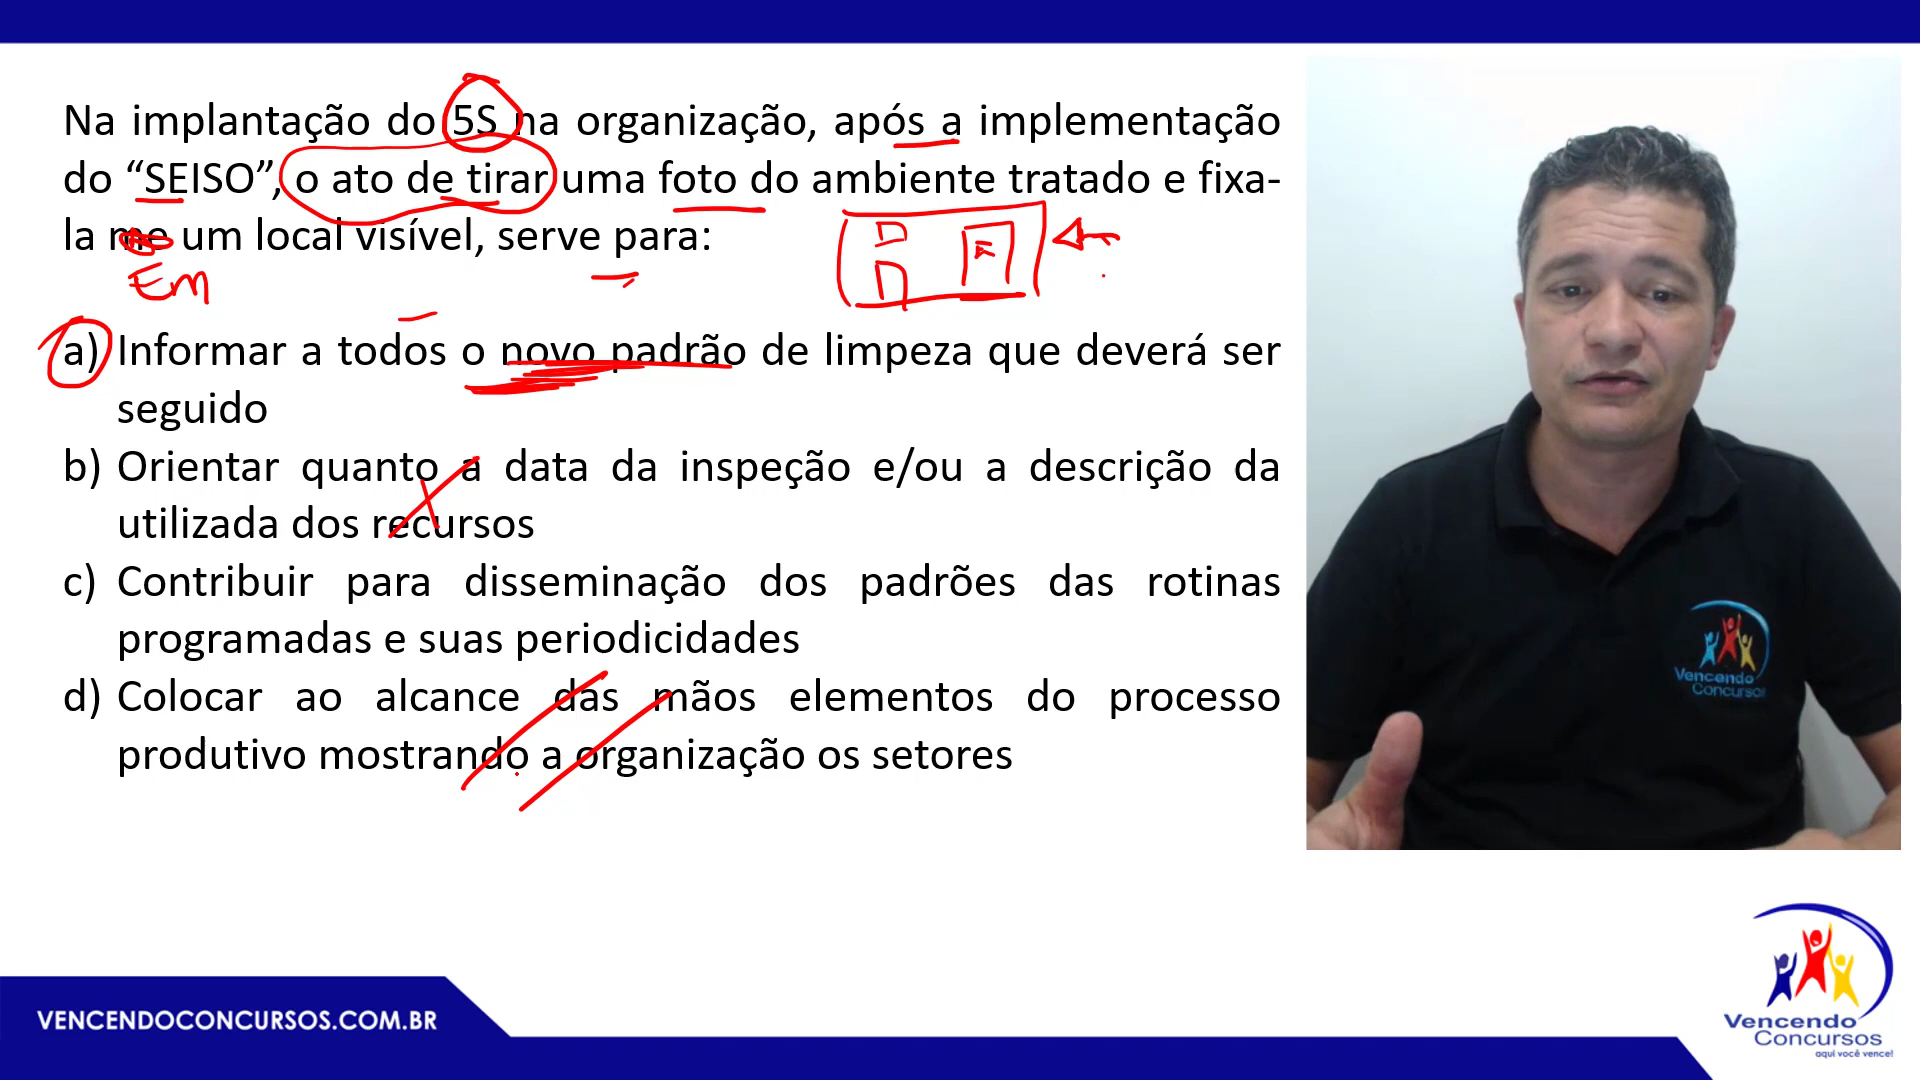 Na implantação do 5S na organização, após a implementação
do “SEISO”, o ato de tirar uma foto do ambiente tratado e fixa-
la me um local visível, serve para:
Em
a) Informar a todos o novo padrão de limpeza que deverá ser
seguido
b) Orientar quanto a data da inspeção e/ou a descrição da
utilizada dos recursos
c) Contribuir para disseminação dos padrões das rotinas
programadas e suas periodicidades
d) Colocar ao alcance das mãos elementos do processo
produtivo mostrando a organização os setores
Vencendo
Concursos
VENCENDOCONCURSOS.COM.BR
Vencendo
Concursos
aqui você vence!